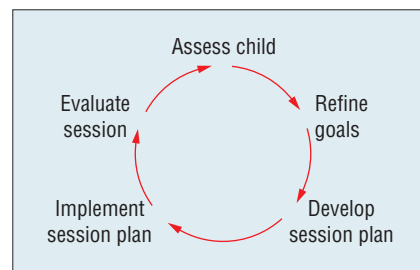 Assess child
Refine
goals
Develop
session plan
Implement
session plan
Evaluate
session